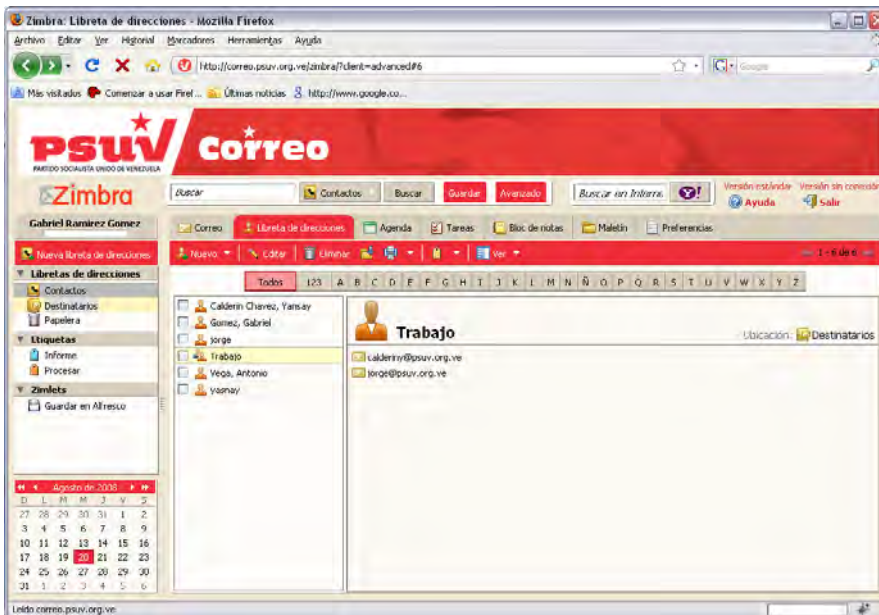 Zimbra: Libreta de direcciones - Mozilla Firefox
Archivo Editar Ver Historial Marcadores Herramientas Ayuda
http://correo.psuv.org.ve/zimbra/?client=advanced#6
Google
Más visitados Comenzar a usar Firef... Últimas noticias http://www.google.co...
PSUV Correo
PARTIDO SOCIALISTA UNIDO DE VENEZUELA
Zimbra
Buscar Contactos Buscar Guardar Avanzado Buscar en Interne Versión estándar Versión sin conexión
Ayuda Salir
Gabriel Ramirez Gomez
Correo Libreta de direcciones Agenda Tareas Bloc de notas Maletín Preferencias
Nueva libreta de direcciones
Nuevo Editar Eliminar Ver 1 - 6 de 6
Libretas de direcciones
Contactos
Destinatarios
Papelera
Etiquetas
Informe
Procesar
Zimlets
Guardar en Alfresco
Todos 123 A B C D E F G H I J K L M N Ñ O P Q R S T U V W X Y Z
Calderin Chavez, Yansay
Gomez, Gabriel
jorge
Trabajo
Vega, Antonio
yasnay
Trabajo
Ubicación: Destinatarios
calderiny@psuv.org.ve
jorge@psuv.org.ve
Agosto de 2008
D L M M J V S
27 28 29 30 31 1 2
3 4 5 6 7 8 9
10 11 12 13 14 15 16
17 18 19 20 21 22 23
24 25 26 27 28 29 30
31 1 2 3 4 5 6
Leído correo.psuv.org.ve